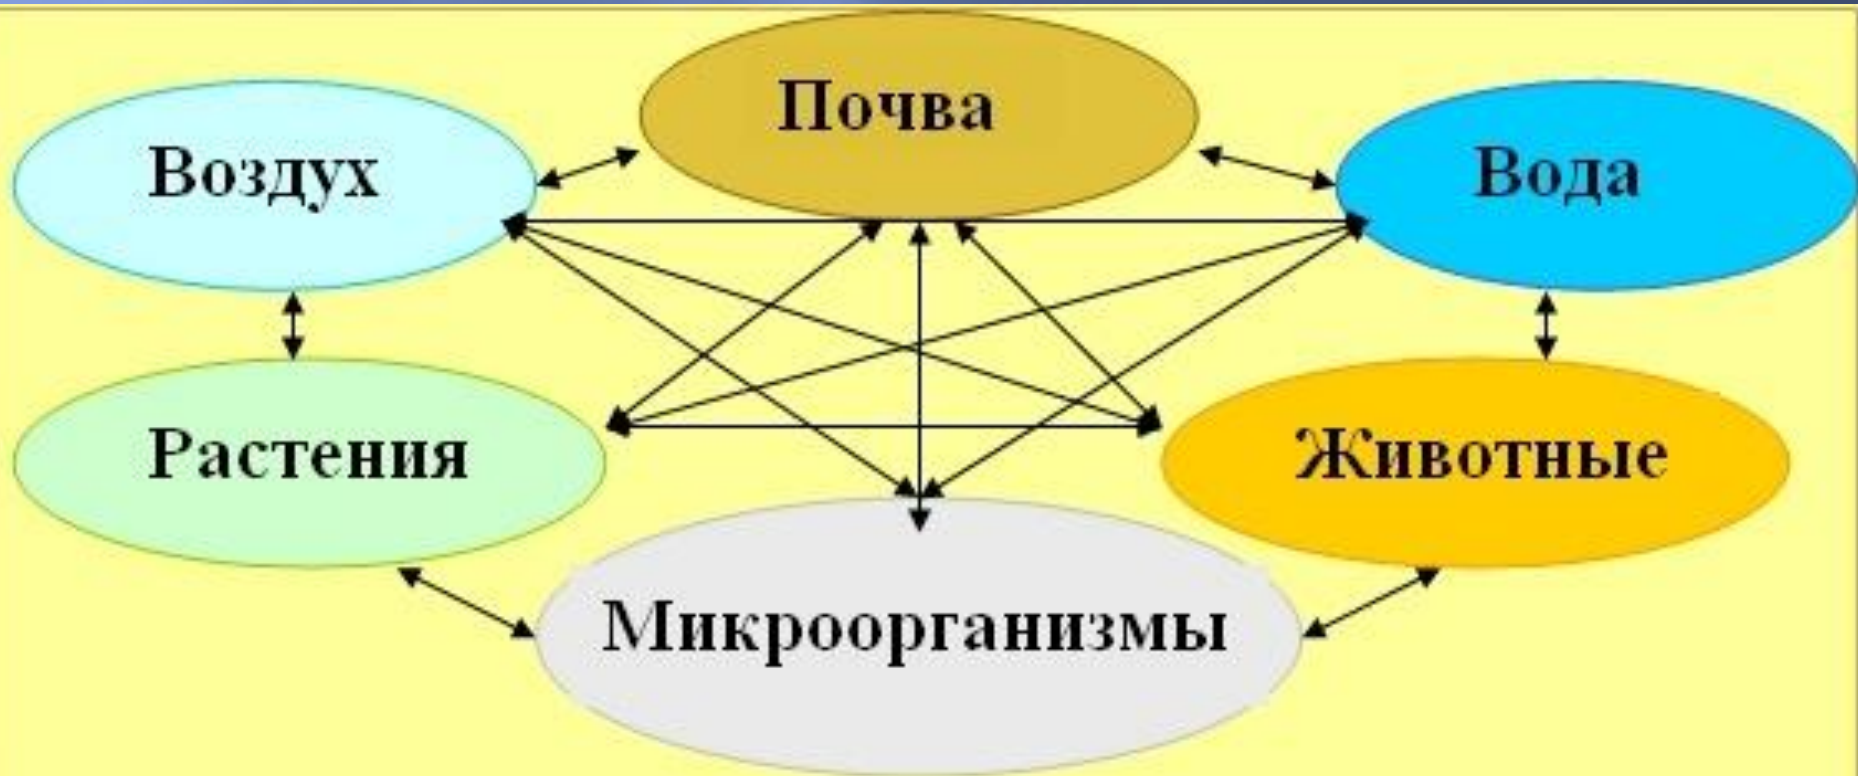 Почва
Воздух
Вода
Растения
Животные
Микроорганизмы